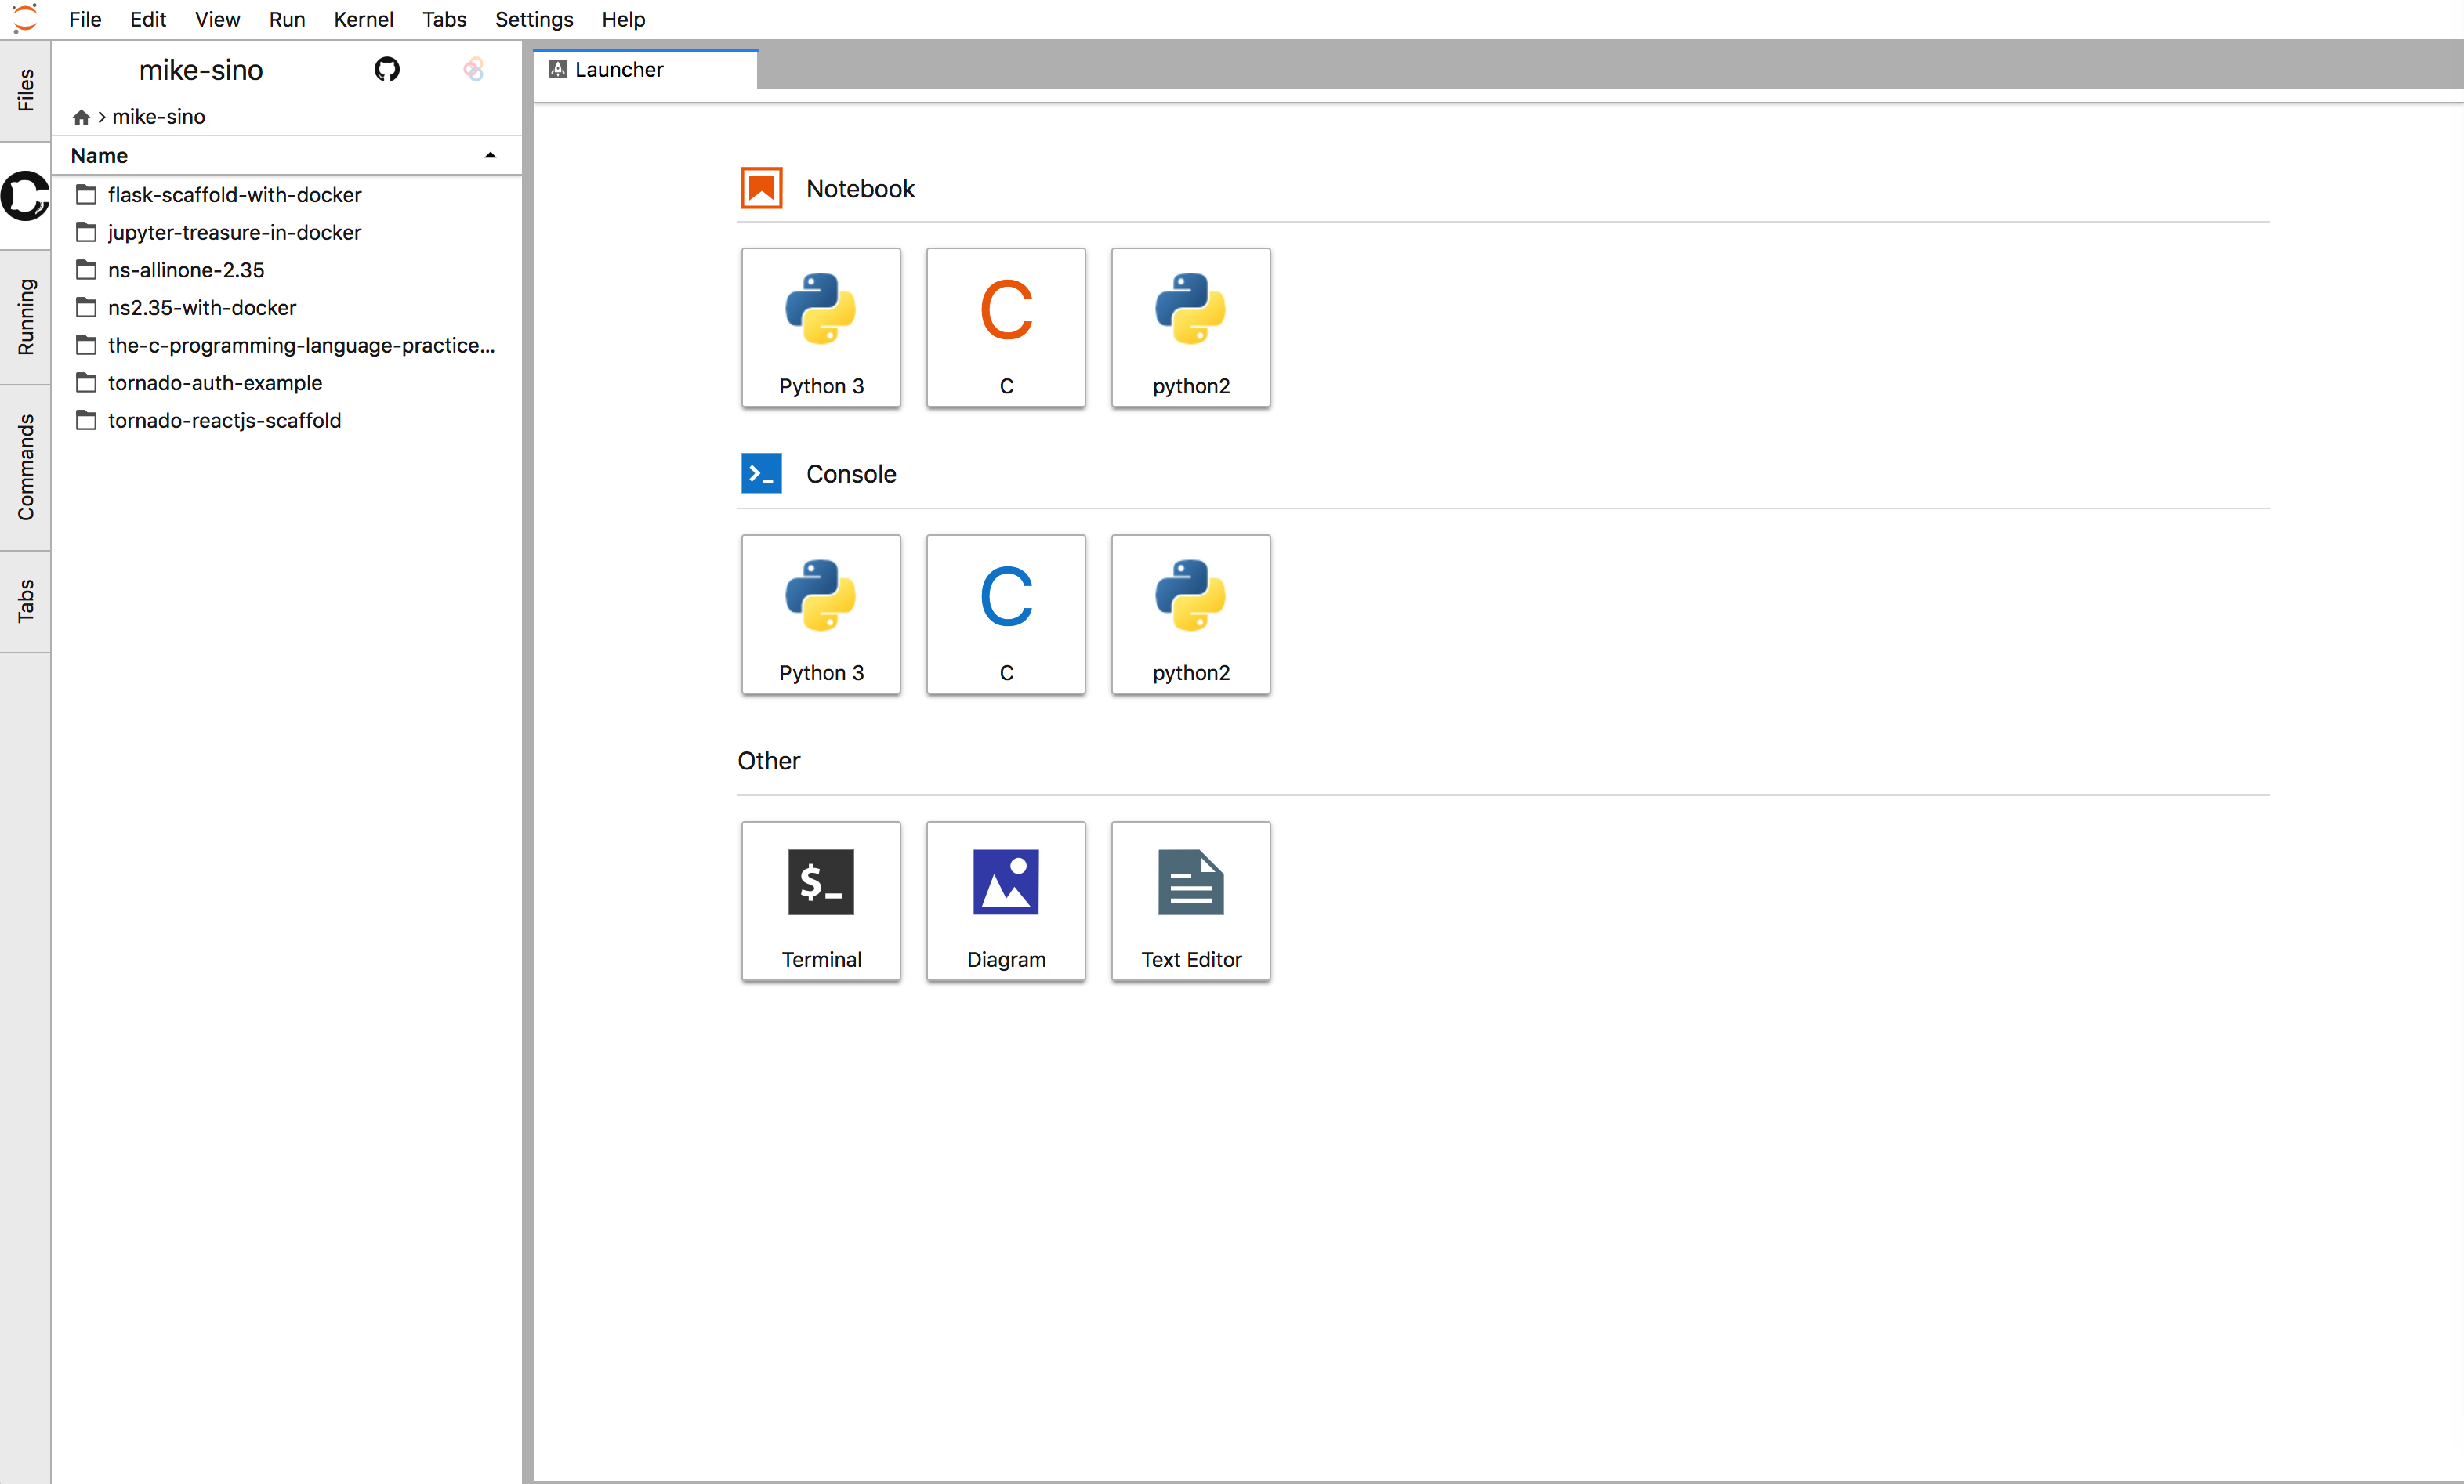 File Edit View Run Kernel Tabs Settings Help
Files
Running
Commands
Tabs
mike-sino
> mike-sino
Name
flask-scaffold-with-docker
jupyter-treasure-in-docker
ns-allinone-2.35
ns2.35-with-docker
the-c-programming-language-practice...
tornado-auth-example
tornado-reactjs-scaffold
Launcher
Notebook
C
Python 3 C python2
>_ Console
C
Python 3 C python2
Other
$_
Terminal Diagram Text Editor